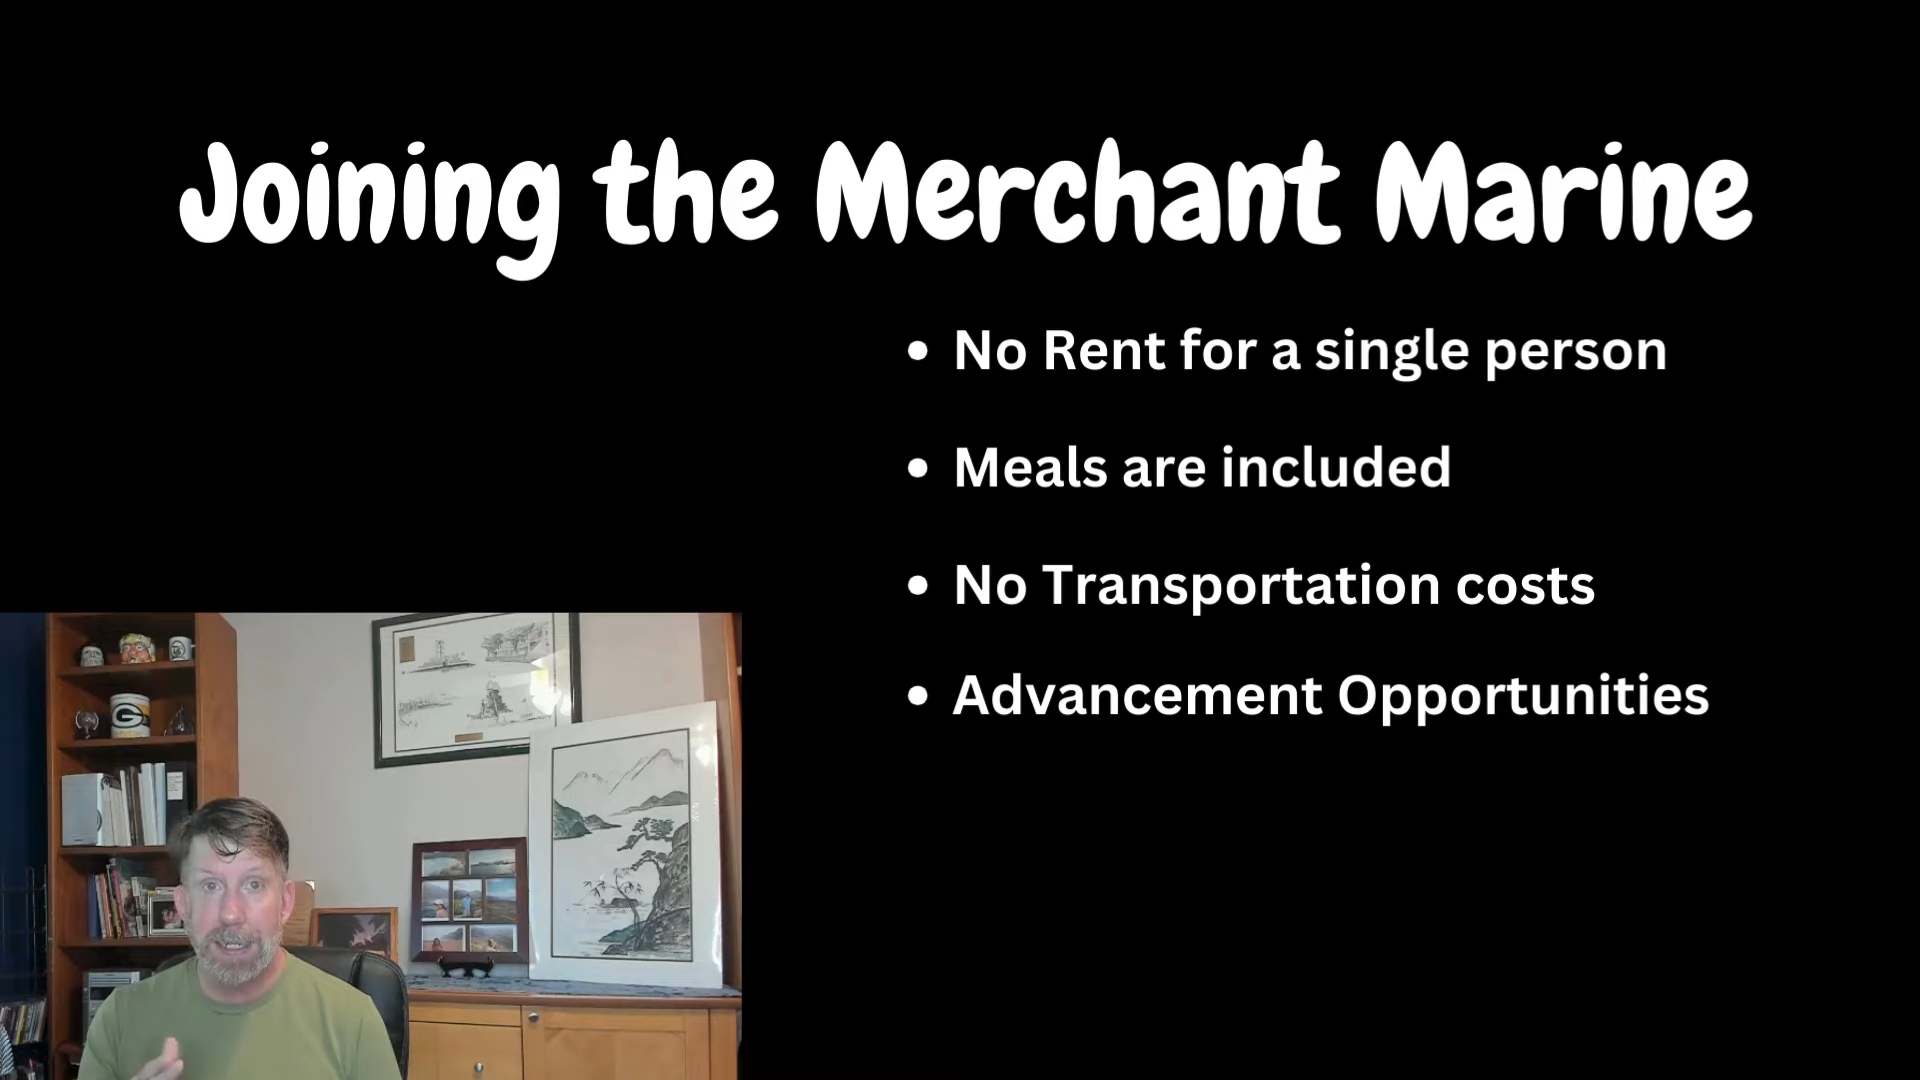 Joining the Merchant Marine
• No Rent for a single person
• Meals are included
• No Transportation costs
• Advancement Opportunities
G